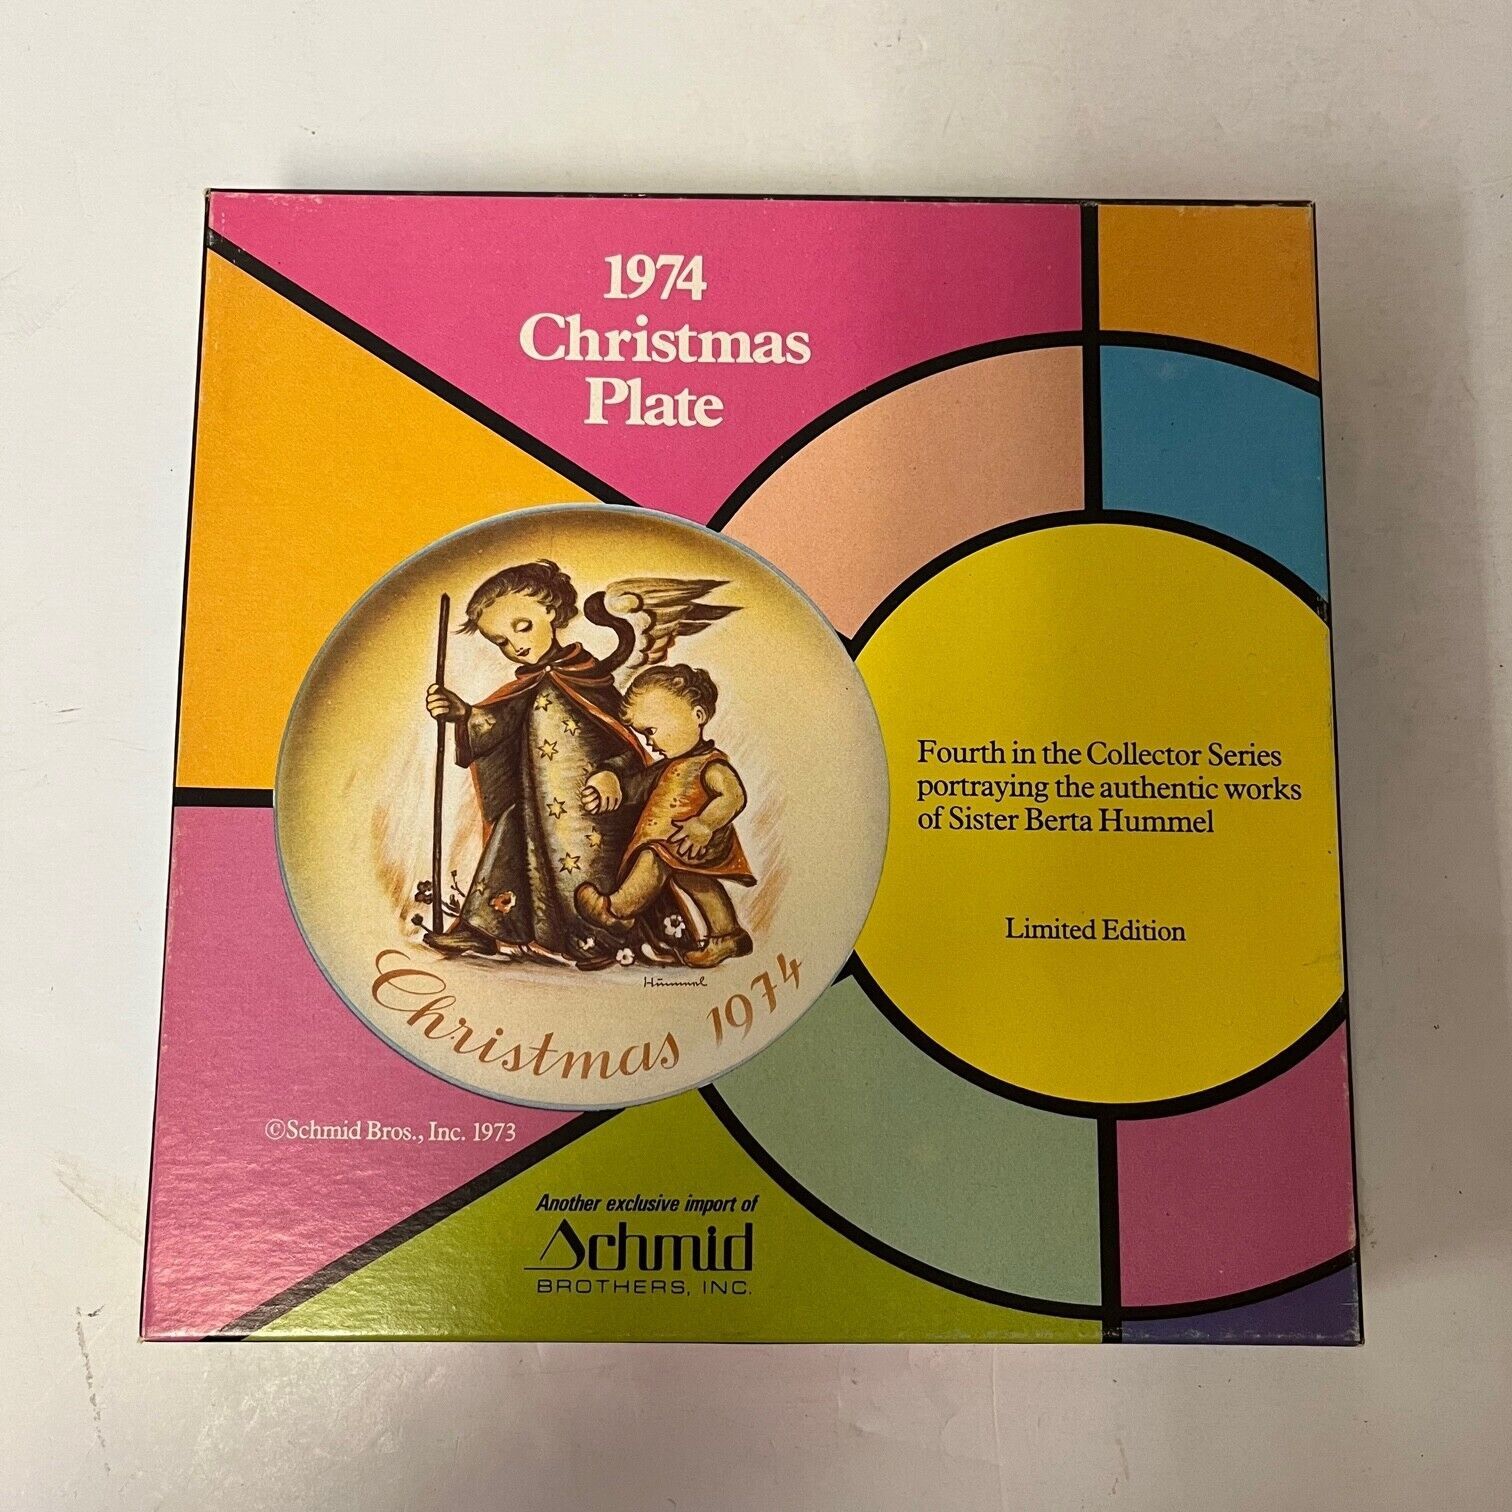 1974
Christmas
Plate
Fourth in the Collector Series
portraying the authentic works
of Sister Berta Hummel
Limited Edition
Hummel
Christmas 1974
©Schmid Bros., Inc. 1973
Another exclusive import of
Schmid
BROTHERS, INC.